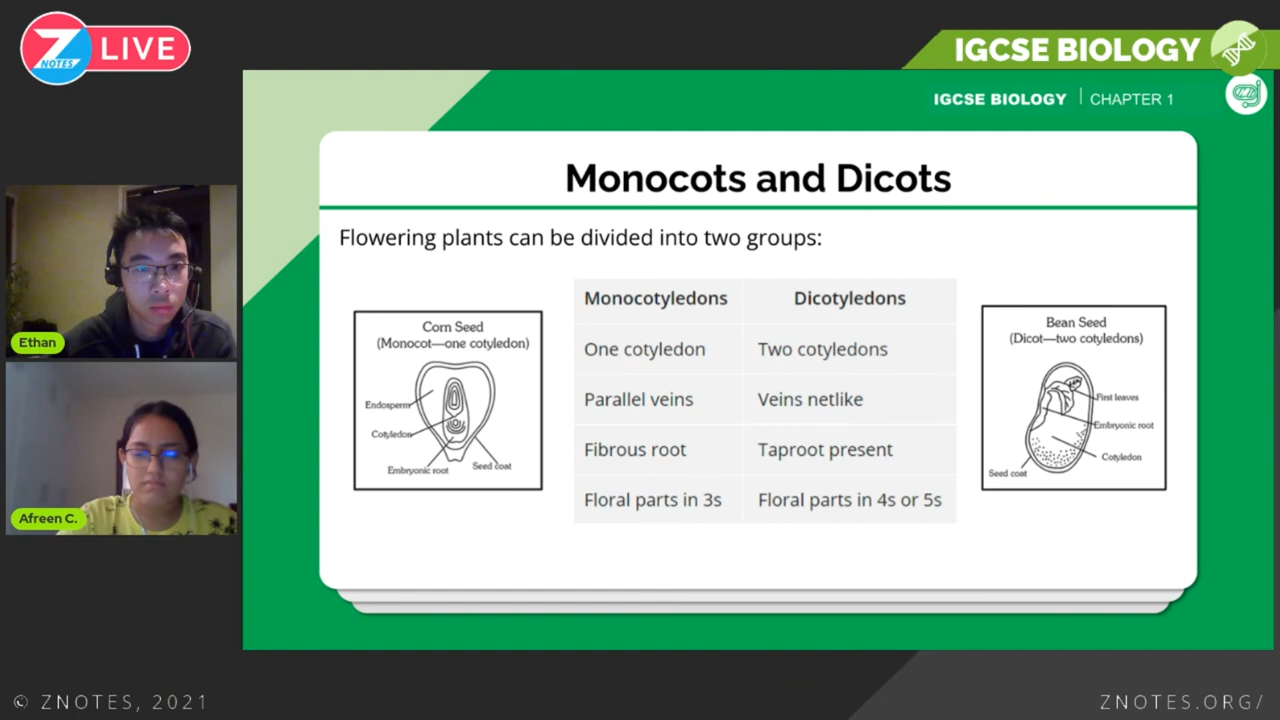 Z
NOTES
LIVE
IGCSE BIOLOGY
IGCSE BIOLOGY | CHAPTER 1
Monocots and Dicots
Flowering plants can be divided into two groups:
Corn Seed
(Monocot—one cotyledon)
Endosperm
Cotyledon
Embryonic root
Seed coat
Monocotyledons Dicotyledons
One cotyledon Two cotyledons
Parallel veins Veins netlike
Fibrous root Taproot present
Floral parts in 3s Floral parts in 4s or 5s
Bean Seed
(Dicot—two cotyledons)
First leaves
Embryonic root
Cotyledon
Seed coat
Ethan
Afreen C.
© ZNOTES, 2021
ZNOTES.ORG/